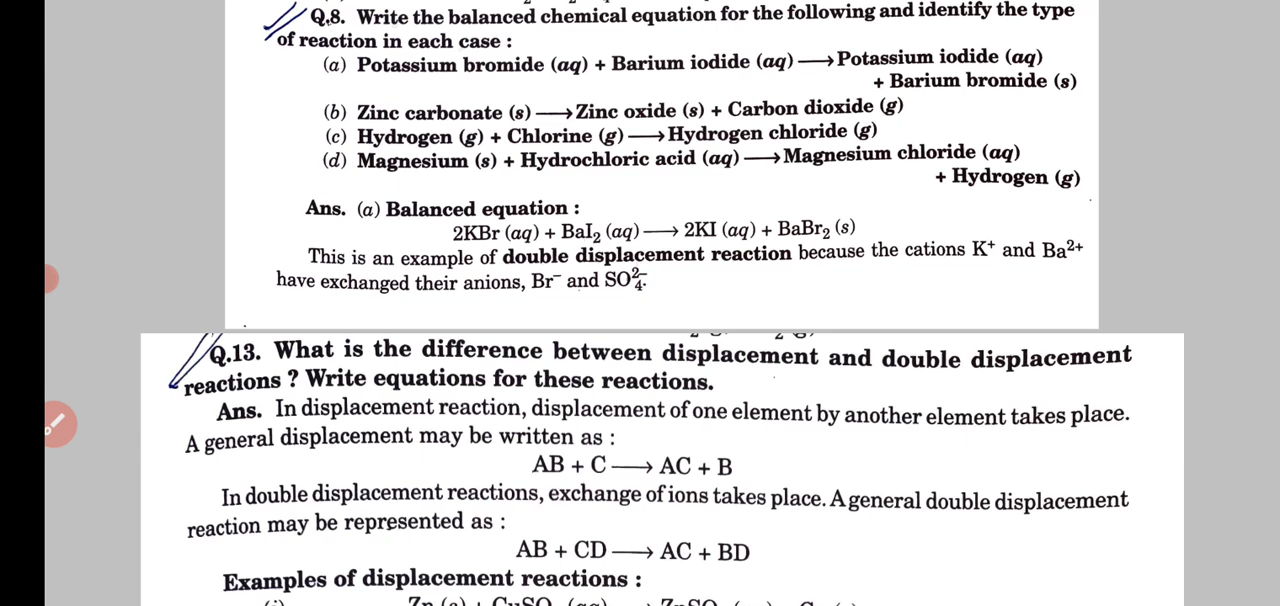 Q.8. Write the balanced chemical equation for the following and identify the type
of reaction in each case :
(a) Potassium bromide (aq) + Barium iodide (aq) ⟶ Potassium iodide (aq)
+ Barium bromide (s)
(b) Zinc carbonate (s) ⟶ Zinc oxide (s) + Carbon dioxide (g)
(c) Hydrogen (g) + Chlorine (g) ⟶ Hydrogen chloride (g)
(d) Magnesium (s) + Hydrochloric acid (aq) ⟶ Magnesium chloride (aq)
+ Hydrogen (g)
Ans. (a) Balanced equation :
2KBr (aq) + BaI₂ (aq) ⟶ 2KI (aq) + BaBr₂ (s)
This is an example of double displacement reaction because the cations K⁺ and Ba²⁺
have exchanged their anions, Br⁻ and SO₄²⁻.
Q.13. What is the difference between displacement and double displacement
reactions ? Write equations for these reactions.
Ans. In displacement reaction, displacement of one element by another element takes place.
A general displacement may be written as :
AB + C ⟶ AC + B
In double displacement reactions, exchange of ions takes place. A general double displacement
reaction may be represented as :
AB + CD ⟶ AC + BD
Examples of displacement reactions :